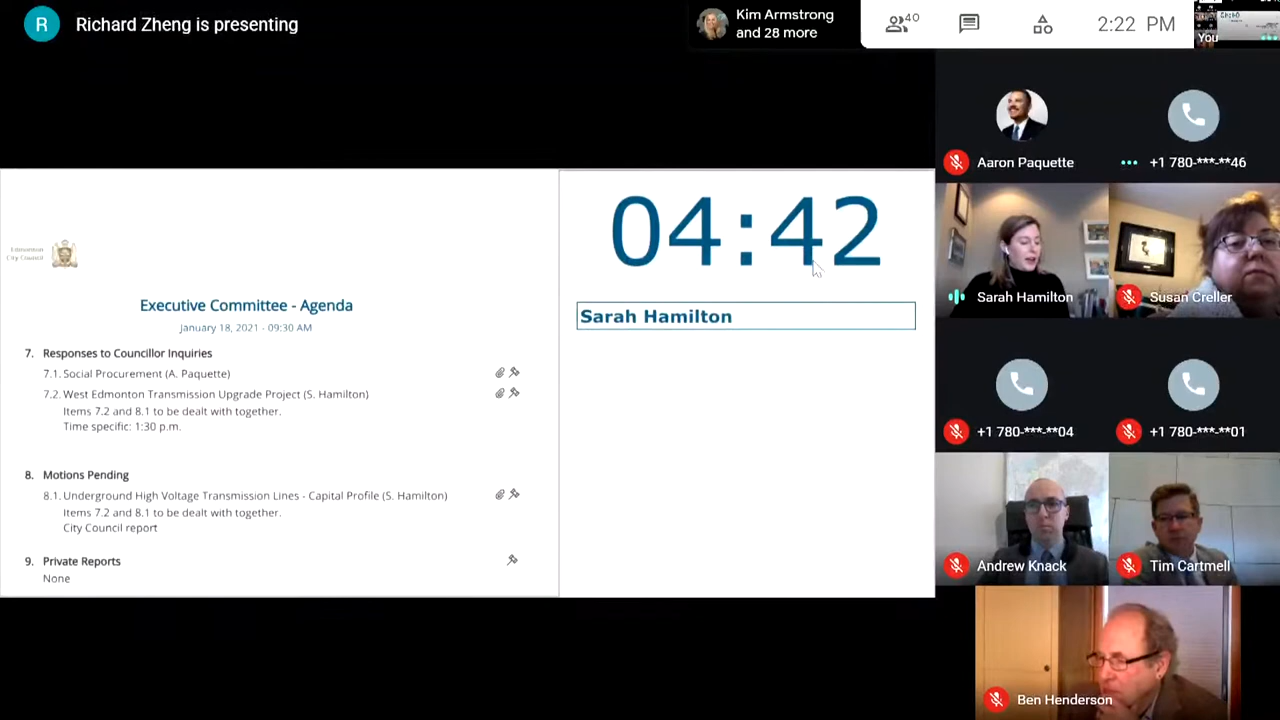 R
Richard Zheng is presenting
Kim Armstrong
and 28 more
40
2:22 PM
You
Edmonton
City Council
Executive Committee - Agenda
January 18, 2021 - 09:30 AM
7. Responses to Councillor Inquiries
7.1. Social Procurement (A. Paquette)
7.2. West Edmonton Transmission Upgrade Project (S. Hamilton)
Items 7.2 and 8.1 to be dealt with together.
Time specific: 1:30 p.m.
8. Motions Pending
8.1. Underground High Voltage Transmission Lines - Capital Profile (S. Hamilton)
Items 7.2 and 8.1 to be dealt with together.
City Council report
9. Private Reports
None
04:42
Sarah Hamilton
Aaron Paquette
+1 780-***-**46
Sarah Hamilton
Susan Creller
+1 780-***-**04
+1 780-***-**01
Andrew Knack
Tim Cartmell
Ben Henderson